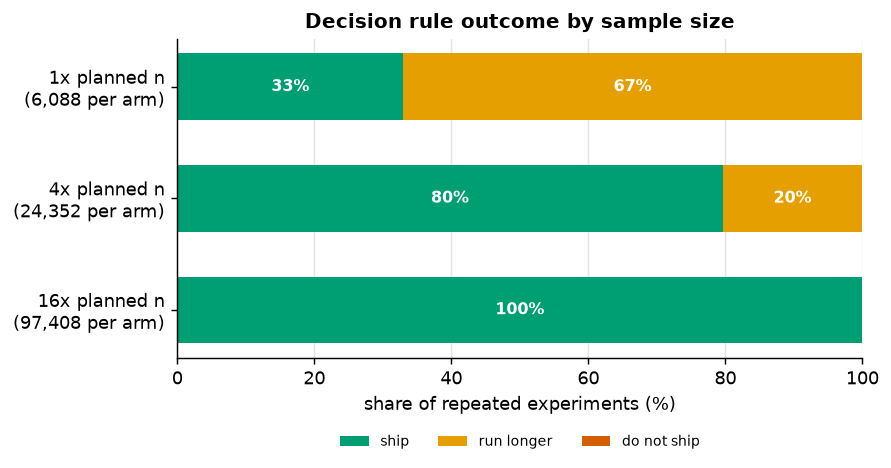 Decision rule outcome by sample size
1x planned n
(6,088 per arm)
33%
67%
4x planned n
(24,352 per arm)
80%
20%
16x planned n
(97,408 per arm)
100%
0
20
40
60
80
100
share of repeated experiments (%)
ship
run longer
do not ship